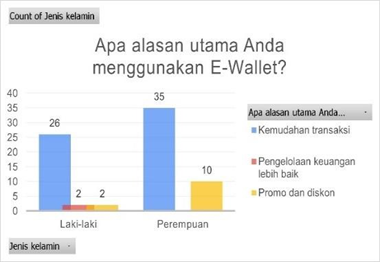 Count of Jenis kelamin
Apa alasan utama Anda
menggunakan E-Wallet?
40
35
30
25
20
15
10
5
0
26
2
2
35
10
Laki-laki
Perempuan
Apa alasan utama Anda...
Kemudahan transaksi
Pengelolaan keuangan
lebih baik
Promo dan diskon
Jenis kelamin